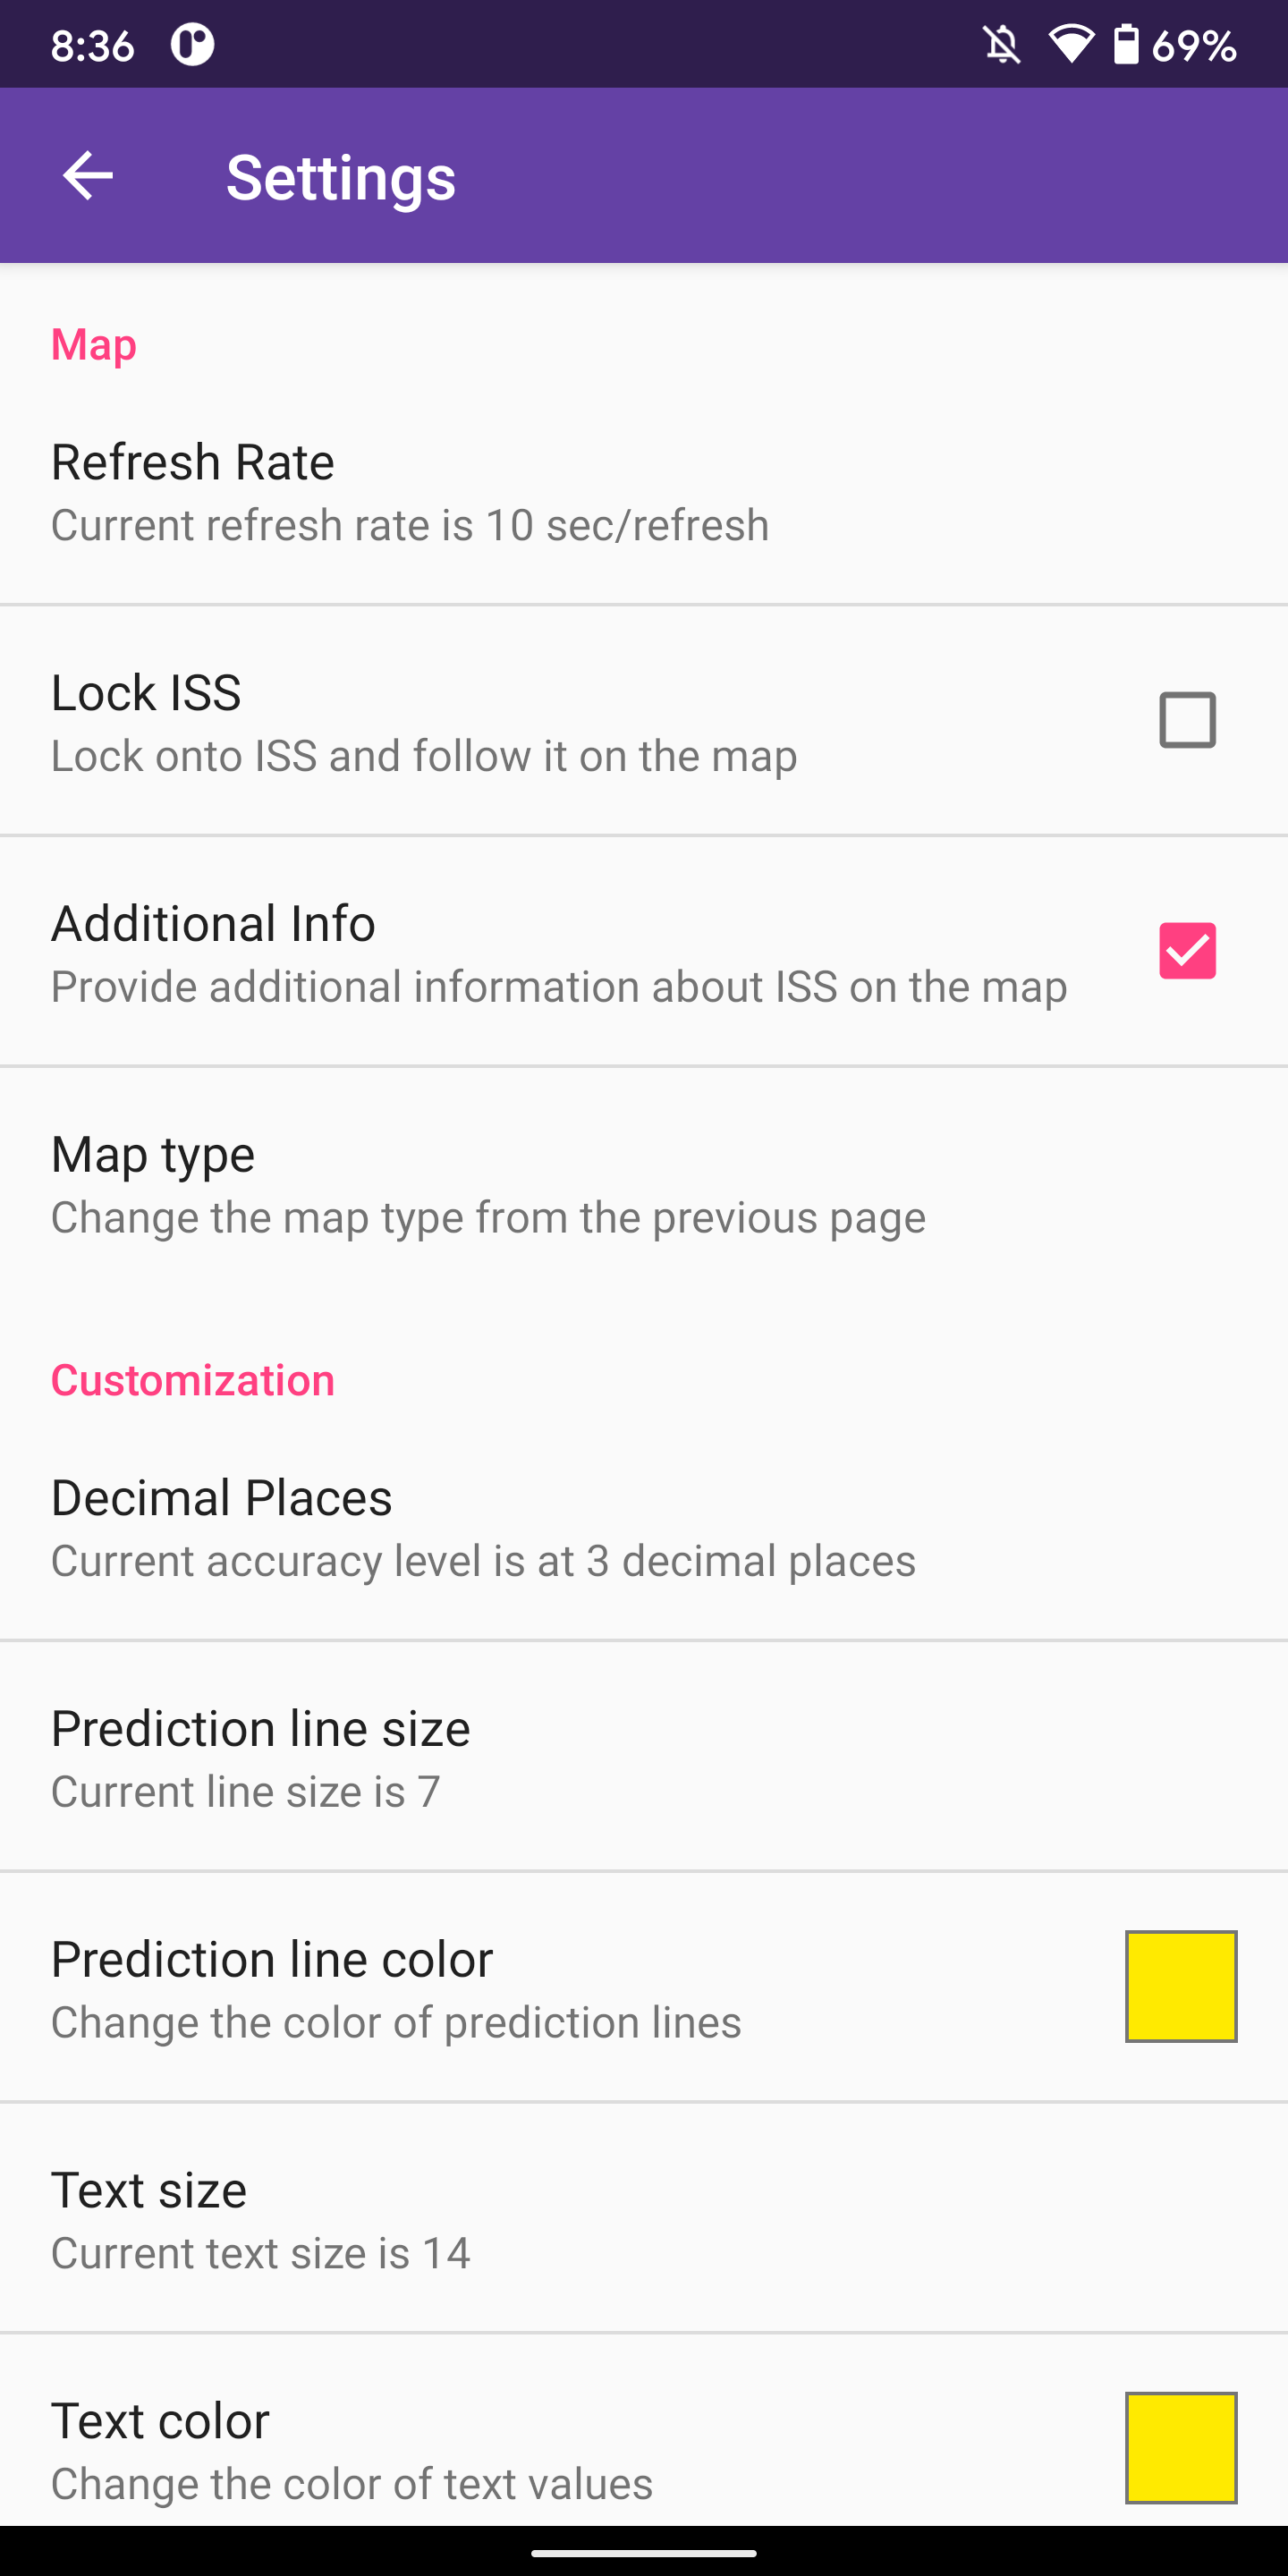 8:36
69%
Settings
Map
Refresh Rate
Current refresh rate is 10 sec/refresh
Lock ISS
Lock onto ISS and follow it on the map
Additional Info
Provide additional information about ISS on the map
Map type
Change the map type from the previous page
Customization
Decimal Places
Current accuracy level is at 3 decimal places
Prediction line size
Current line size is 7
Prediction line color
Change the color of prediction lines
Text size
Current text size is 14
Text color
Change the color of text values